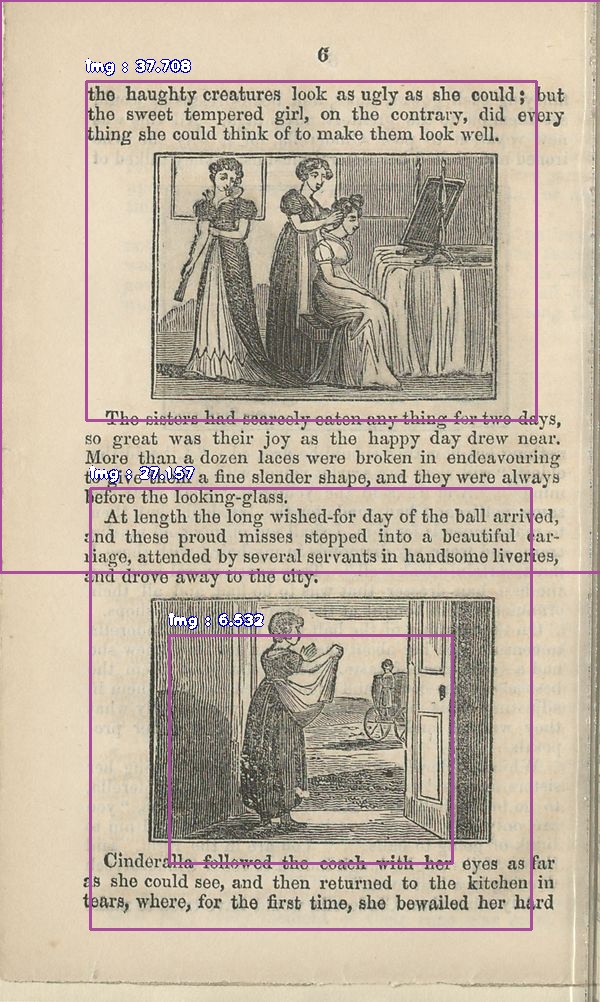 6
img : 37.708
the haughty creatures look as ugly as she could; but
the sweet tempered girl, on the contrary, did every
thing she could think of to make them look well.
The sisters had scarcely eaten any thing for two days,
so great was their joy as the happy day drew near.
More than a dozen laces were broken in endeavouring
img : 27.157
to give them a fine slender shape, and they were always
before the looking-glass.
At length the long wished-for day of the ball arrived,
and these proud misses stepped into a beautiful car-
riage, attended by several servants in handsome liveries,
and drove away to the city.
img : 6.532
Cinderalla followed the coach with her eyes as far
as she could see, and then returned to the kitchen in
tears, where, for the first time, she bewailed her hard